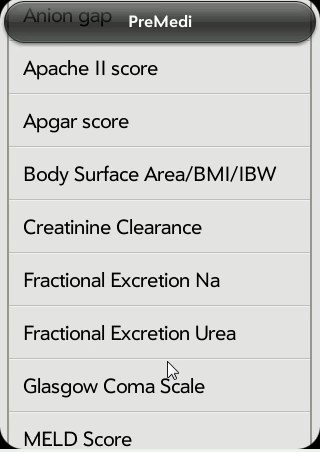 Anion gap
PreMedi
Apache II score
Apgar score
Body Surface Area/BMI/IBW
Creatinine Clearance
Fractional Excretion Na
Fractional Excretion Urea
Glasgow Coma Scale
MELD Score